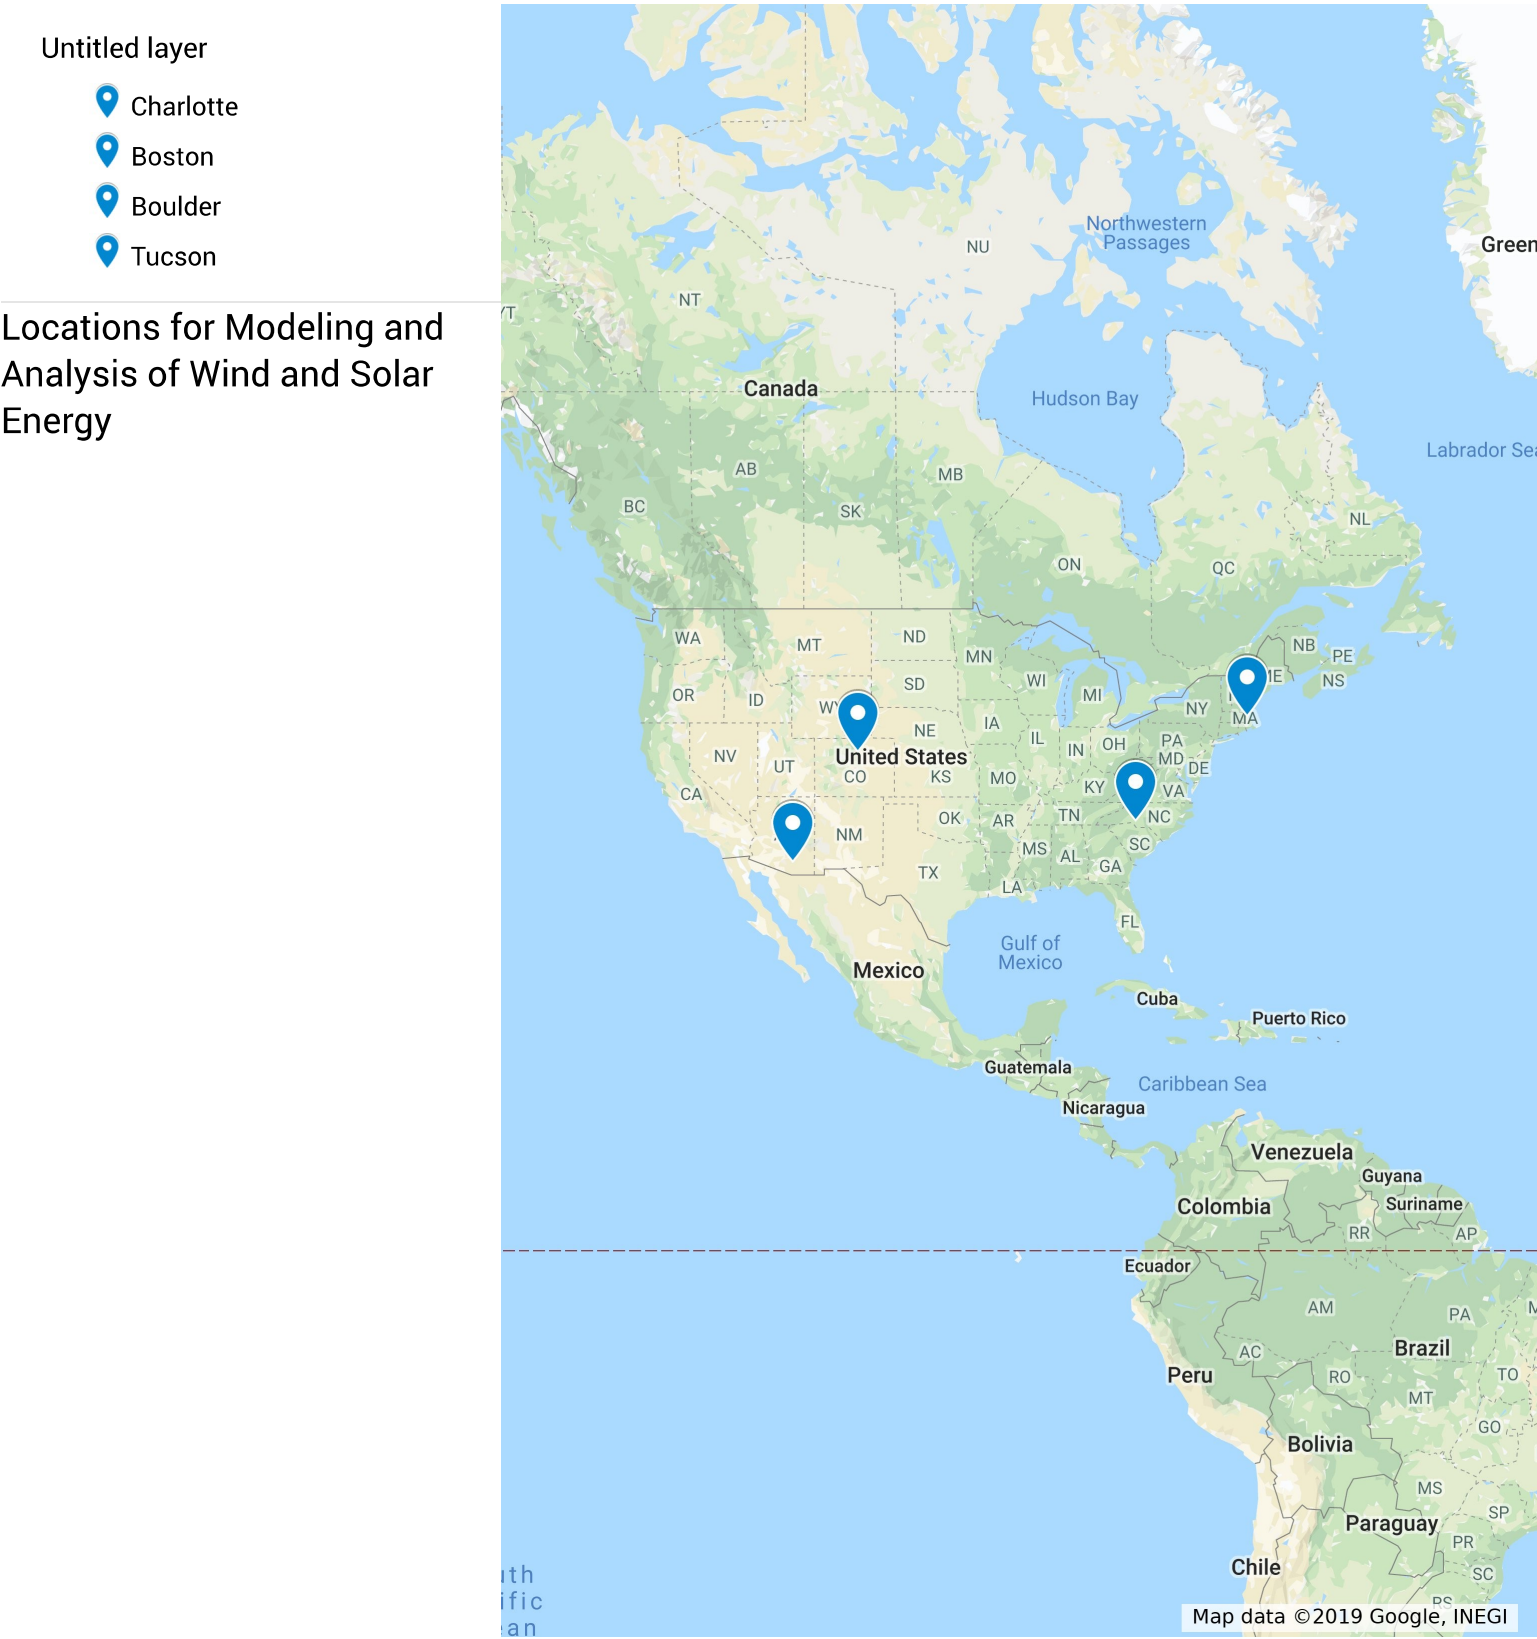 Untitled layer
Charlotte
Boston
Boulder
Tucson
Locations for Modeling and
Analysis of Wind and Solar
Energy
Northwestern
Passages
NU
Green
NT
YT
Canada
Hudson Bay
Labrador Sea
AB
MB
BC
SK
NL
ON
QC
WA
MT
ND
MN
NB
PE
ME
NS
OR
ID
SD
WI
MI
WY
NY
MA
NE
IA
IL
IN
OH
PA
MD
DE
NV
UT
United States
CO
KS
MO
KY
VA
CA
NM
OK
AR
TN
NC
SC
MS
AL
GA
TX
LA
FL
Gulf of
Mexico
Mexico
Cuba
Puerto Rico
Guatemala
Caribbean Sea
Nicaragua
Venezuela
Guyana
Colombia
Suriname
RR
AP
Ecuador
AM
PA
Brazil
AC
Peru
RO
TO
MT
GO
Bolivia
MS
SP
Paraguay
PR
Chile
SC
RS
uth
ific
ean
Map data ©2019 Google, INEGI